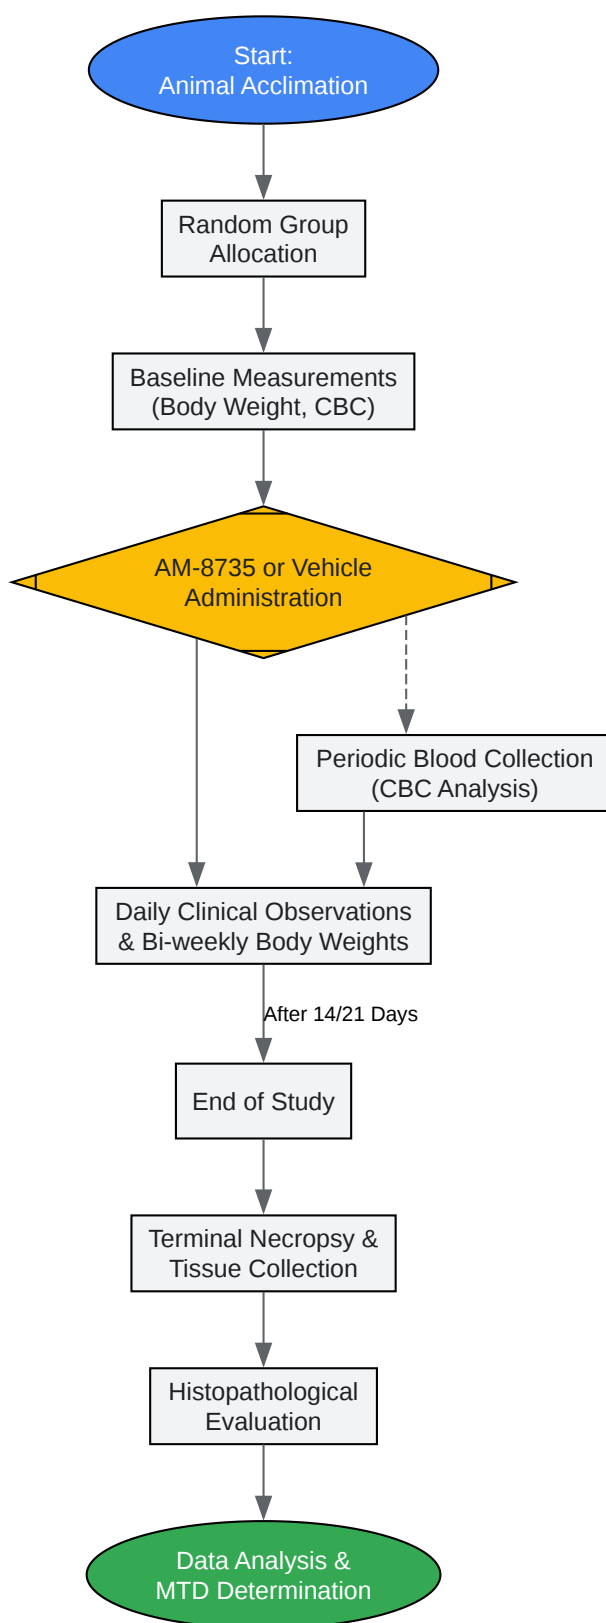 Start:
Animal Acclimation
Random Group
Allocation
Baseline Measurements
(Body Weight, CBC)
AM-8735 or Vehicle
Administration
Periodic Blood Collection
(CBC Analysis)
Daily Clinical Observations
& Bi-weekly Body Weights
After 14/21 Days
End of Study
Terminal Necropsy &
Tissue Collection
Histopathological
Evaluation
Data Analysis &
MTD Determination